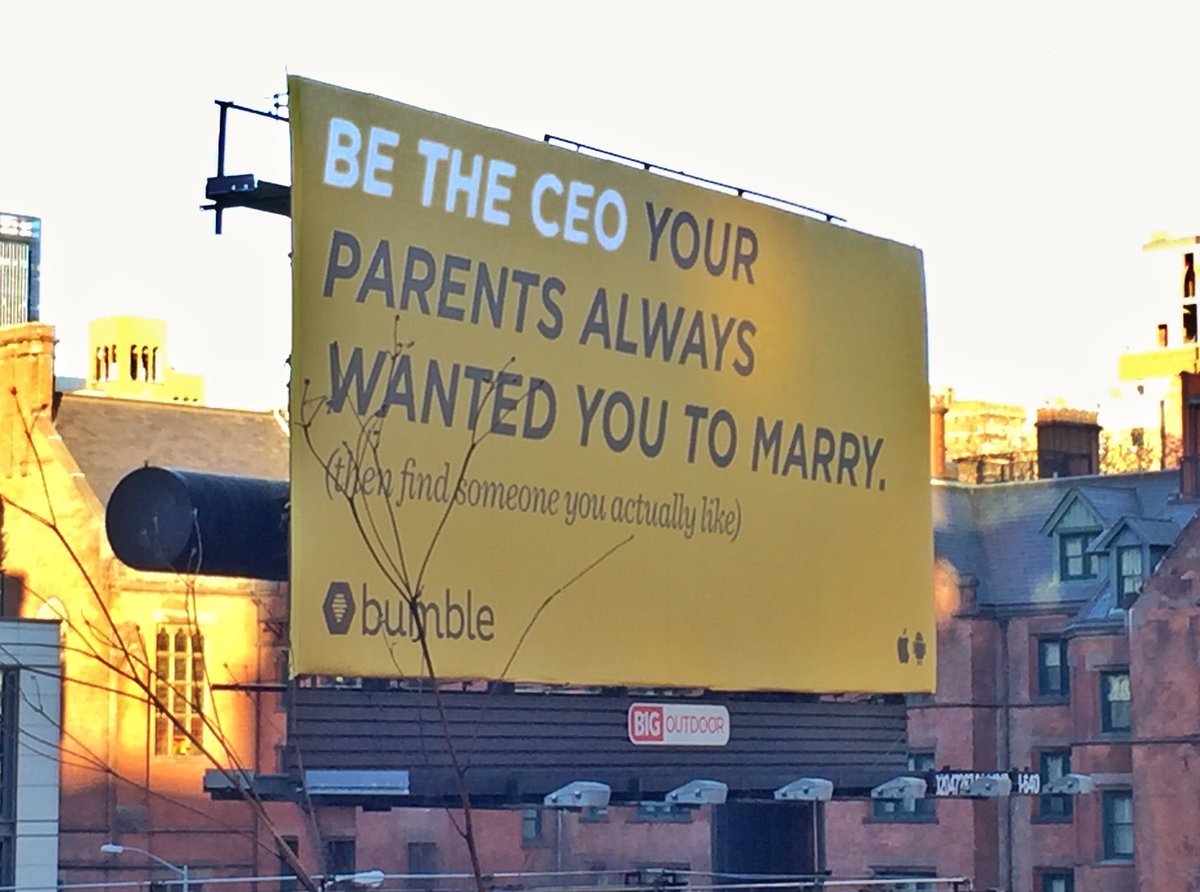 BE THE CEO YOUR
PARENTS ALWAYS
WANTED YOU TO MARRY.
(then find someone you actually like)
bumble
BIG OUTDOOR